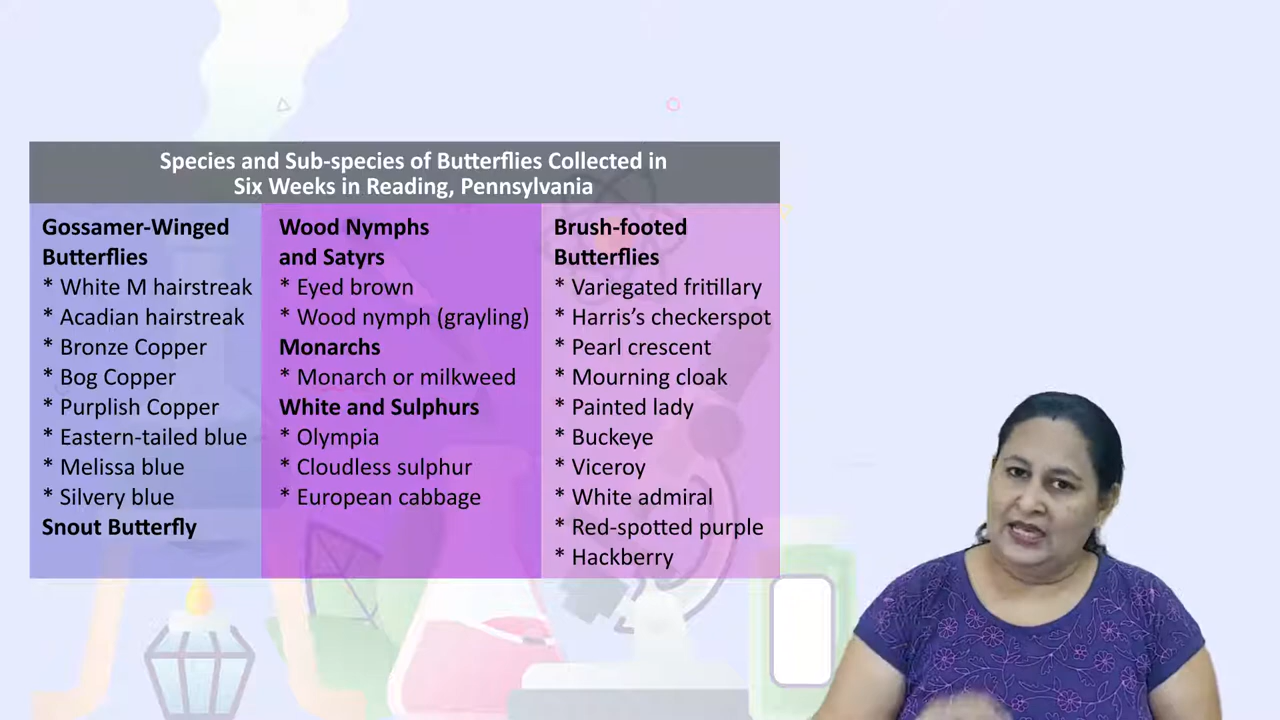 Species and Sub-species of Butterflies Collected in
Six Weeks in Reading, Pennsylvania
Gossamer-Winged
Butterflies
* White M hairstreak
* Acadian hairstreak
* Bronze Copper
* Bog Copper
* Purplish Copper
* Eastern-tailed blue
* Melissa blue
* Silvery blue
Snout Butterfly
Wood Nymphs
and Satyrs
* Eyed brown
* Wood nymph (grayling)
Monarchs
* Monarch or milkweed
White and Sulphurs
* Olympia
* Cloudless sulphur
* European cabbage
Brush-footed
Butterflies
* Variegated fritillary
* Harris’s checkerspot
* Pearl crescent
* Mourning cloak
* Painted lady
* Buckeye
* Viceroy
* White admiral
* Red-spotted purple
* Hackberry